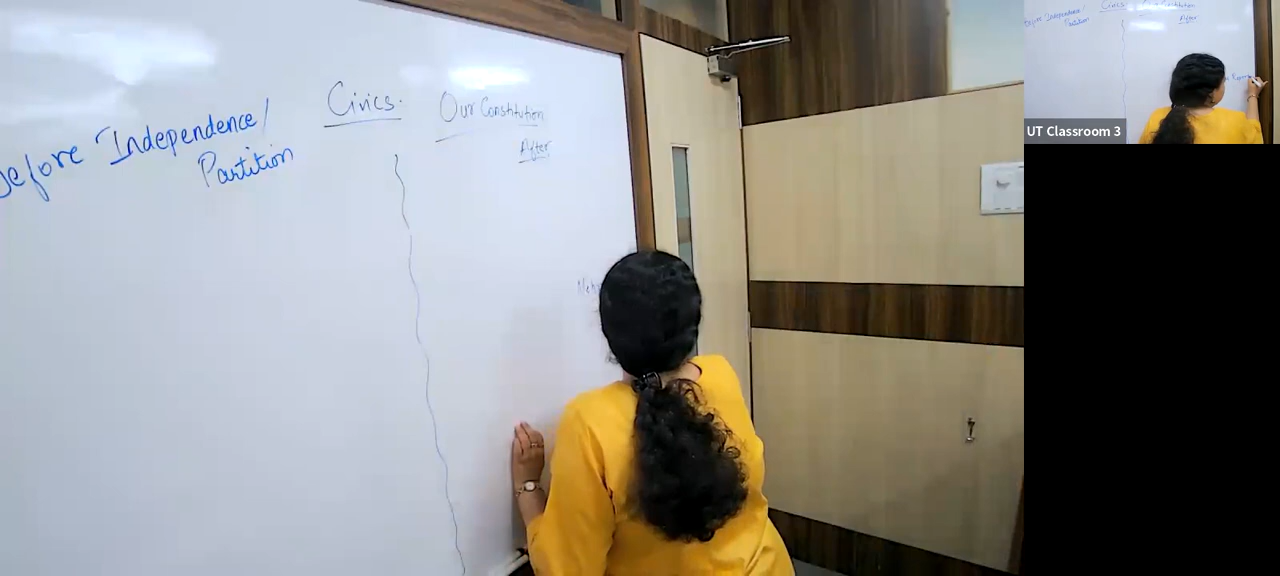 Civics.
Our Constitution
Before Independence/
Partition
After
UT Classroom 3